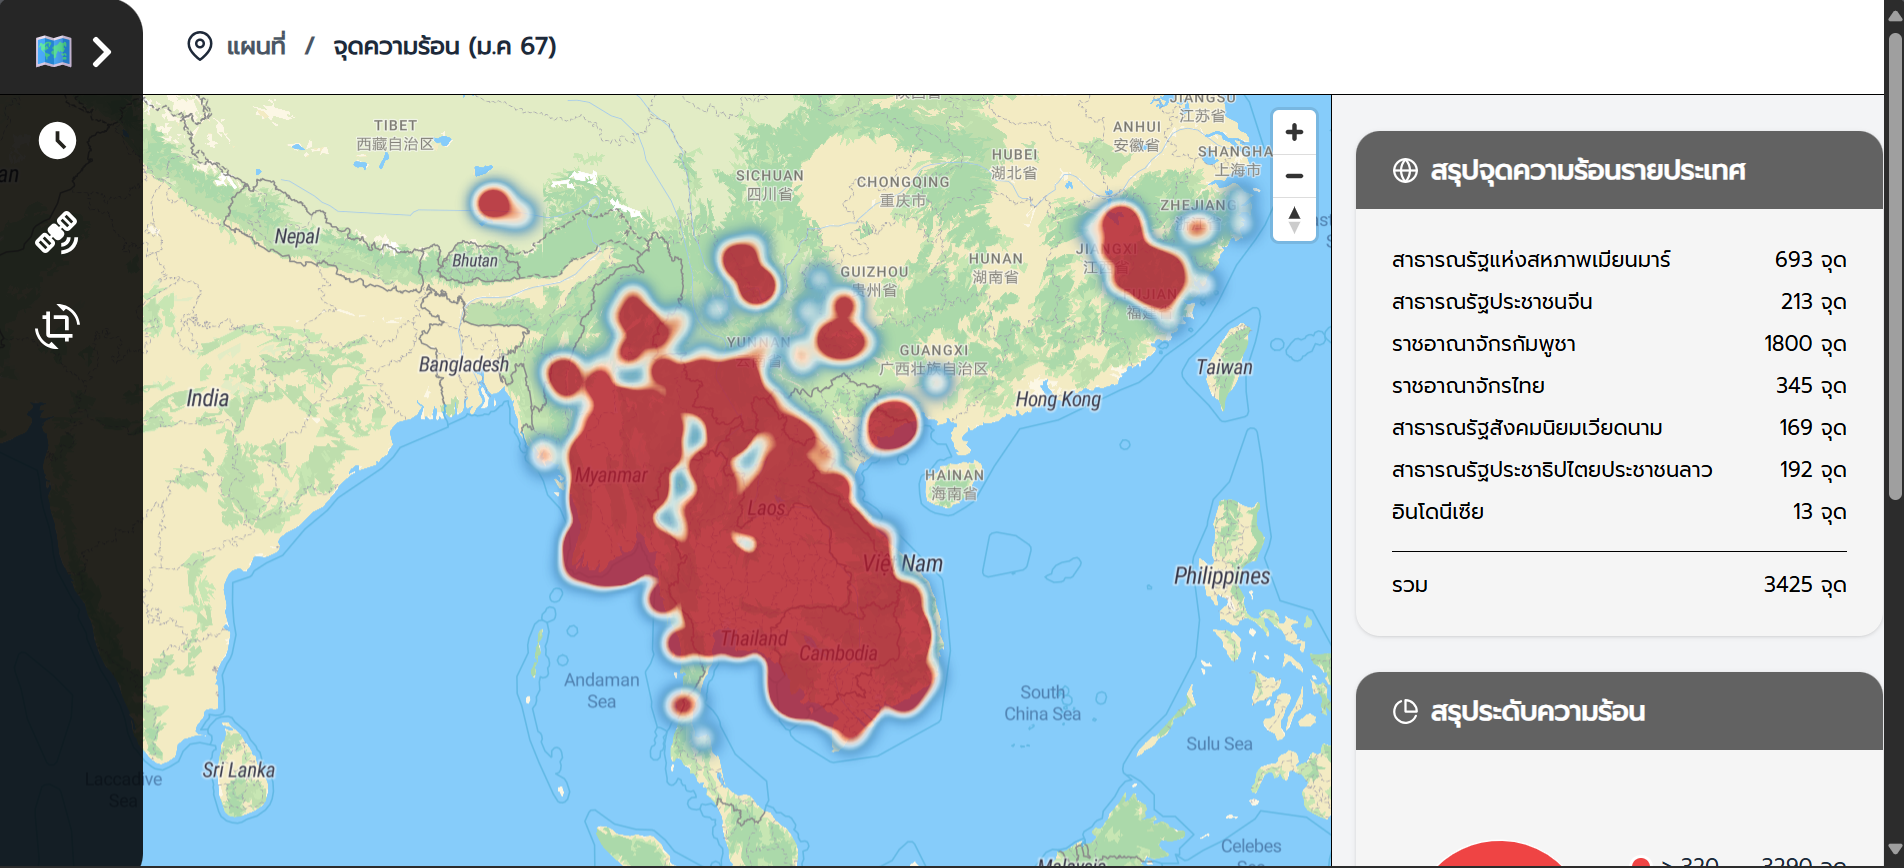 แผนที่ / จุดความร้อน (ม.ค 67)
JIANGSU
江苏省
TIBET
西藏自治区
ANHUI
安徽省
HUBEI
湖北省
SHANGHA
上海市
SICHUAN
四川省
CHONGQING
重庆市
ZHEJIANG
Nepal
Bhutan
JIANGXI
HUNAN
湖南省
GUIZHOU
贵州省
FUJIAN
YUNNAN
GUANGXI
广西壮族自治区
Bangladesh
Taiwan
India
Hong Kong
HAINAN
海南省
Myanmar
Laos
Việt Nam
Philippines
Thailand
Cambodia
Andaman
Sea
South
China Sea
Sulu Sea
Sri Lanka
Laccadive
Sea
Celebes
Malaysia
สรุปจุดความร้อนรายประเทศ
สาธารณรัฐแห่งสหภาพเมียนมาร์ 693 จุด
สาธารณรัฐประชาชนจีน 213 จุด
ราชอาณาจักรกัมพูชา 1800 จุด
ราชอาณาจักรไทย 345 จุด
สาธารณรัฐสังคมนิยมเวียดนาม 169 จุด
สาธารณรัฐประชาธิปไตยประชาชนลาว 192 จุด
อินโดนีเซีย 13 จุด
รวม 3425 จุด
สรุประดับความร้อน
> 320 3290 จุด